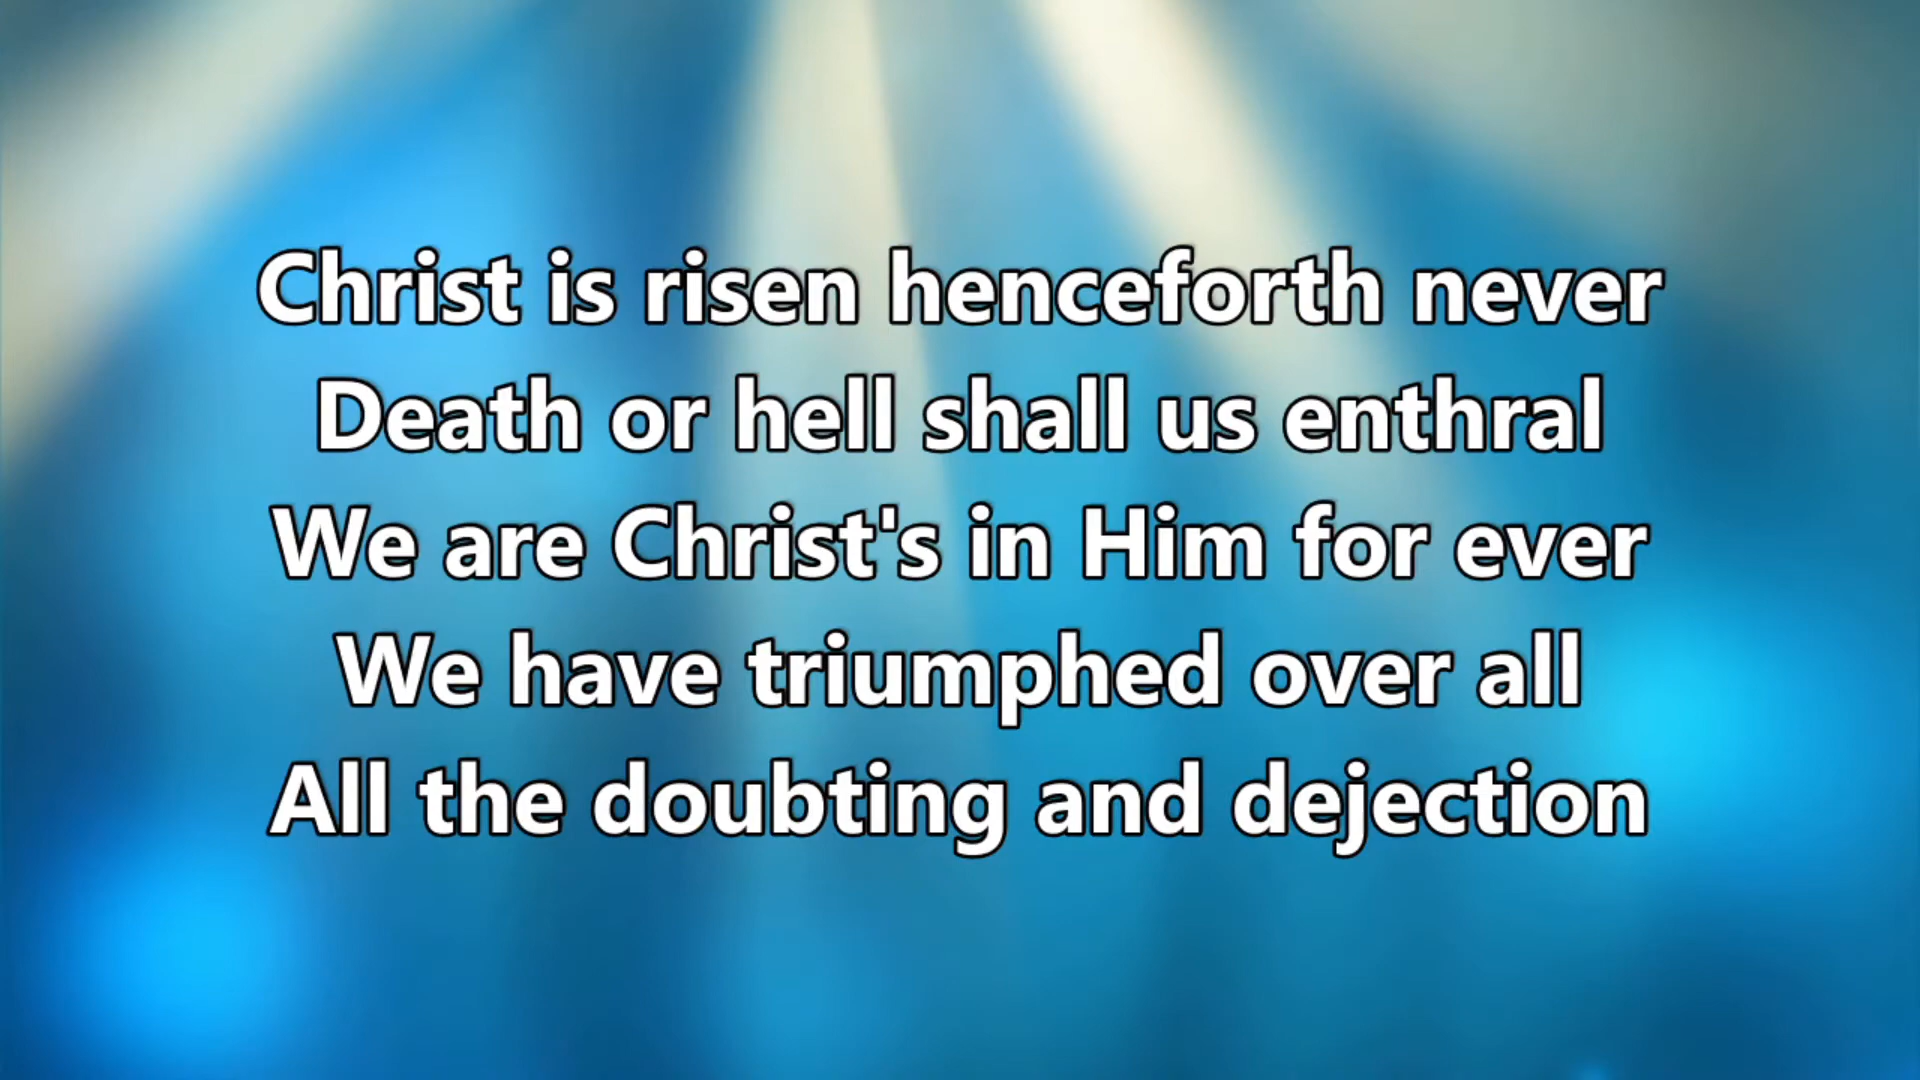 Christ is risen henceforth never
Death or hell shall us enthral
We are Christ's in Him for ever
We have triumphed over all
All the doubting and dejection